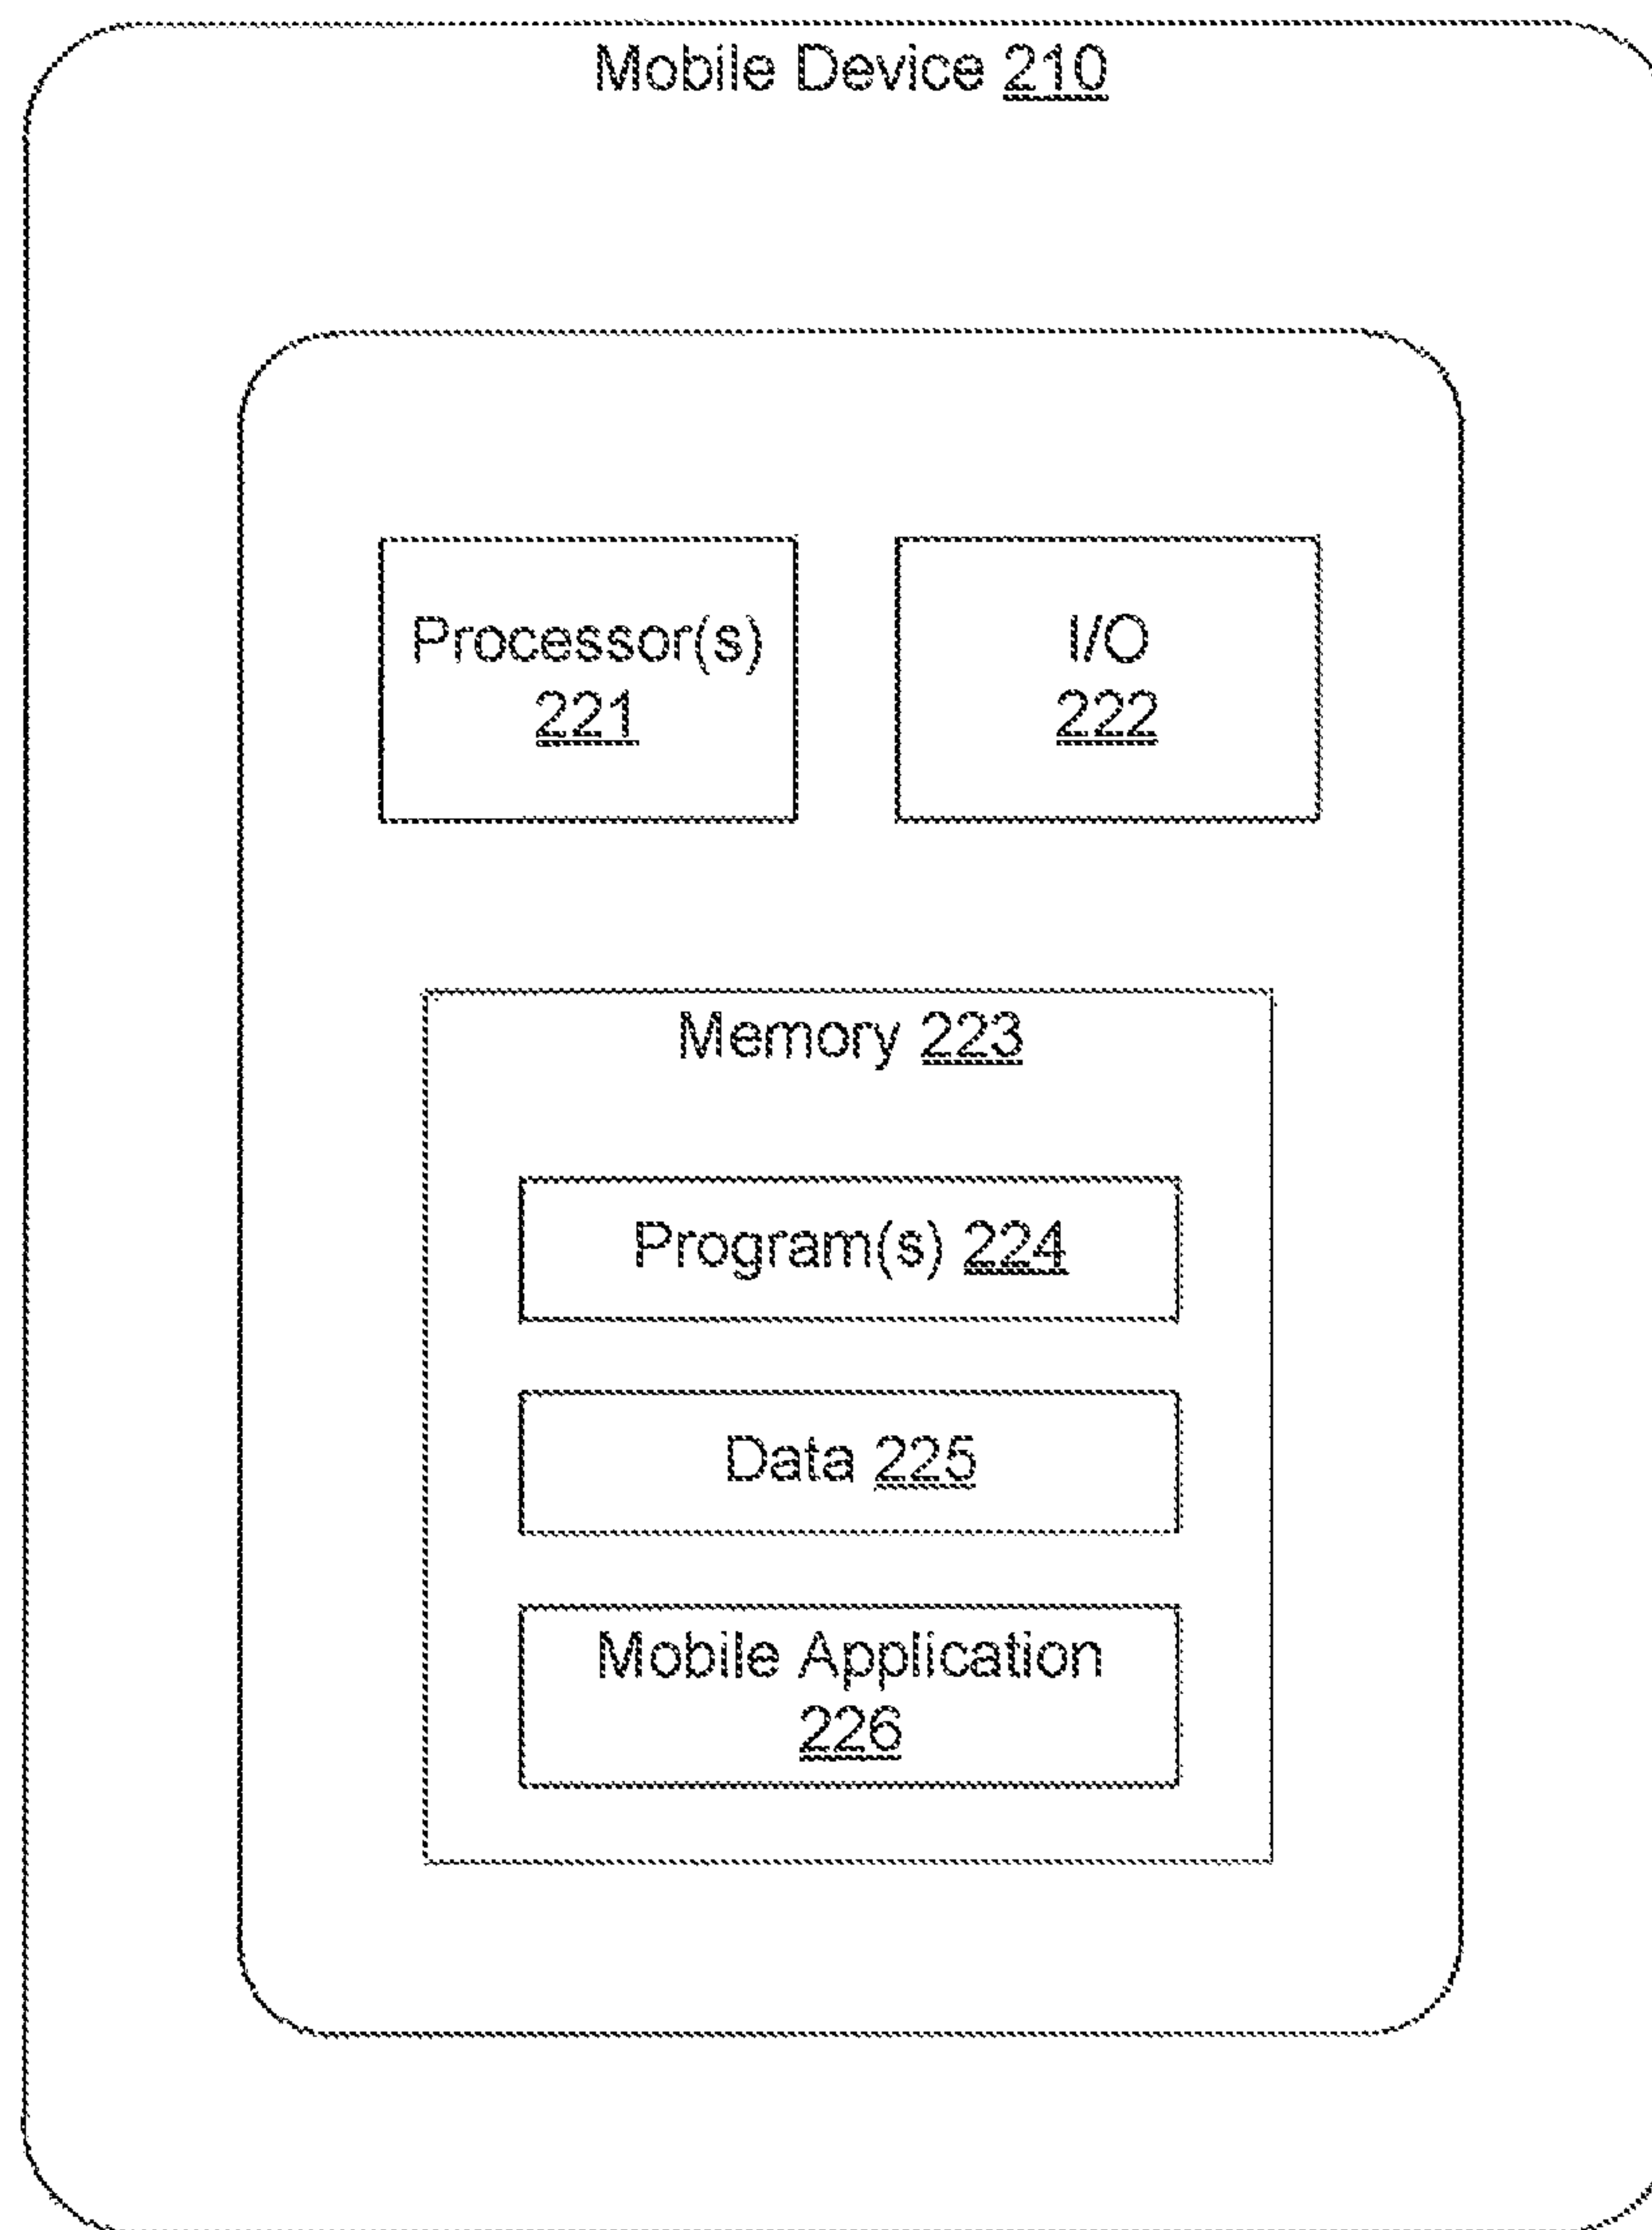 Mobile Device 210
Processor(s)
221
I/O
222
Memory 223
Program(s) 224
Data 225
Mobile Application
226